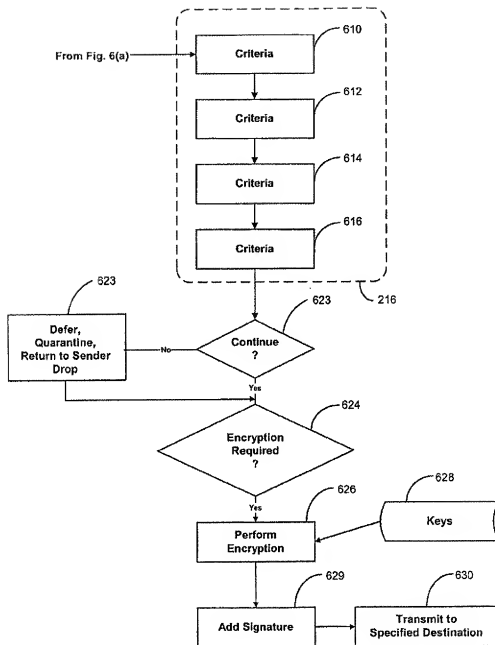 610
From Fig. 6(a)
Criteria
612
Criteria
614
Criteria
616
Criteria
623
623
216
Defer,
Quarantine,
Return to Sender
Drop
No
Continue
?
Yes
624
Encryption
Required
?
628
Yes
626
Keys
Perform
Encryption
629
630
Add Signature
Transmit to
Specified Destination